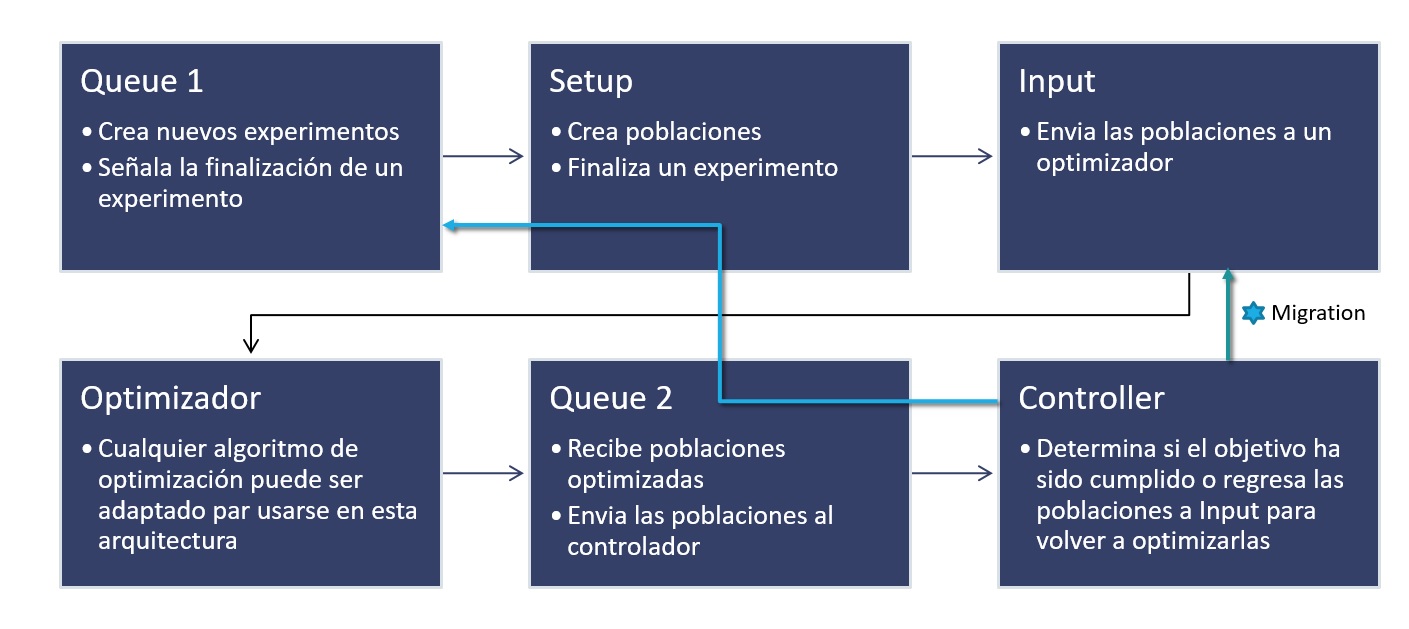 Queue 1
• Crea nuevos experimentos
• Señala la finalización de un
experimento
Setup
• Crea poblaciones
• Finaliza un experimento
Input
• Envia las poblaciones a un
optimizador
Migration
Optimizador
• Cualquier algoritmo de
optimización puede ser
adaptado par usarse en esta
arquitectura
Queue 2
• Recibe poblaciones
optimizadas
• Envia las poblaciones al
controlador
Controller
• Determina si el objetivo ha
sido cumplido o regresa las
poblaciones a Input para
volver a optimizarlas